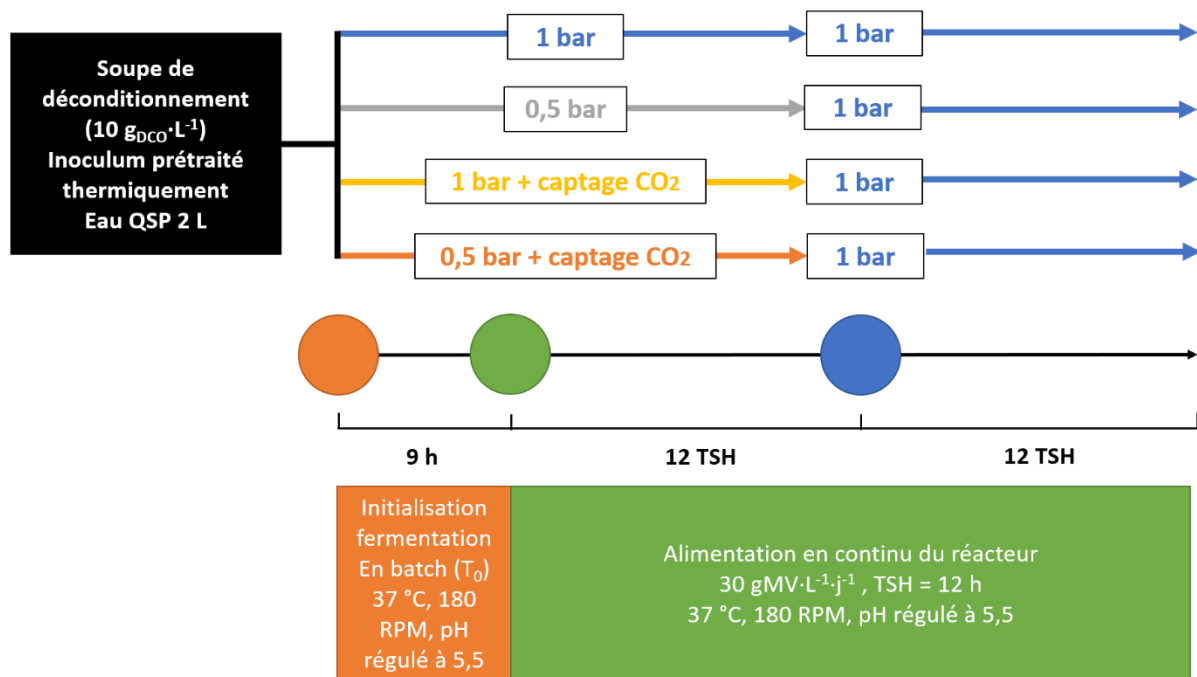 Soupe de
déconditionnement
(10 gDCO·L-1)
Inoculum prétraité
thermiquement
Eau QSP 2 L
1 bar
1 bar
0,5 bar
1 bar
1 bar + captage CO2
1 bar
0,5 bar + captage CO2
1 bar
9 h
12 TSH
12 TSH
Initialisation
fermentation
En batch (T0)
37 °C, 180
RPM, pH
régulé à 5,5
Alimentation en continu du réacteur
30 gMV·L-1·j-1 , TSH = 12 h
37 °C, 180 RPM, pH régulé à 5,5